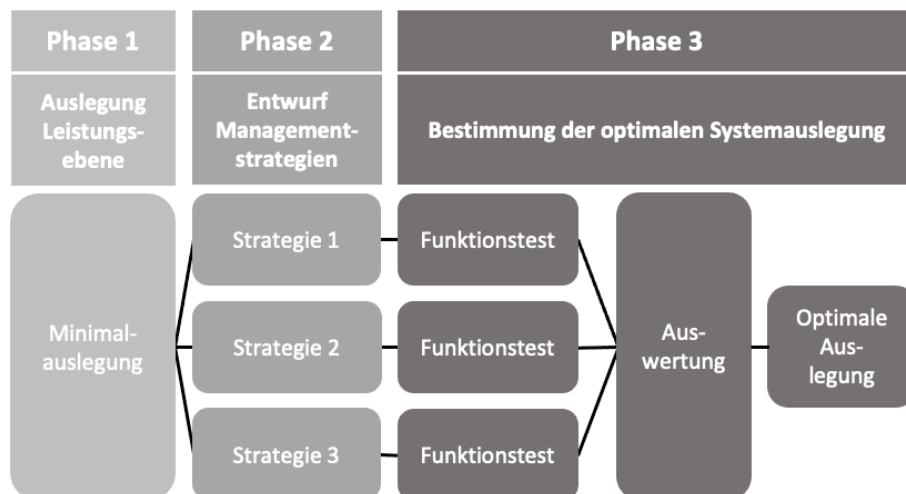 Phase 1
Phase 2
Phase 3
Auslegung
Leistungs-
ebene
Entwurf
Management-
strategien
Bestimmung der optimalen Systemauslegung
Minimal-
auslegung
Strategie 1
Strategie 2
Strategie 3
Funktionstest
Funktionstest
Funktionstest
Aus-
wertung
Optimale
Aus-
legung